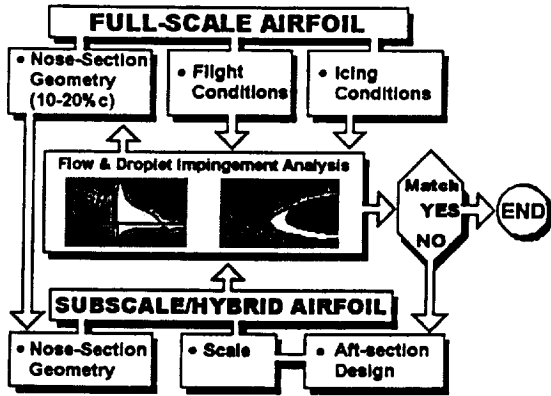 FULL-SCALE AIRFOIL
• Nose-Section
Geometry
(10-20%c)
• Flight
Conditions
• Icing
Conditions
Flow & Droplet Impingement Analysis
Match
YES
NO
END
SUBSCALE/HYBRID AIRFOIL
• Nose-Section
Geometry
• Scale
• Aft-section
Design